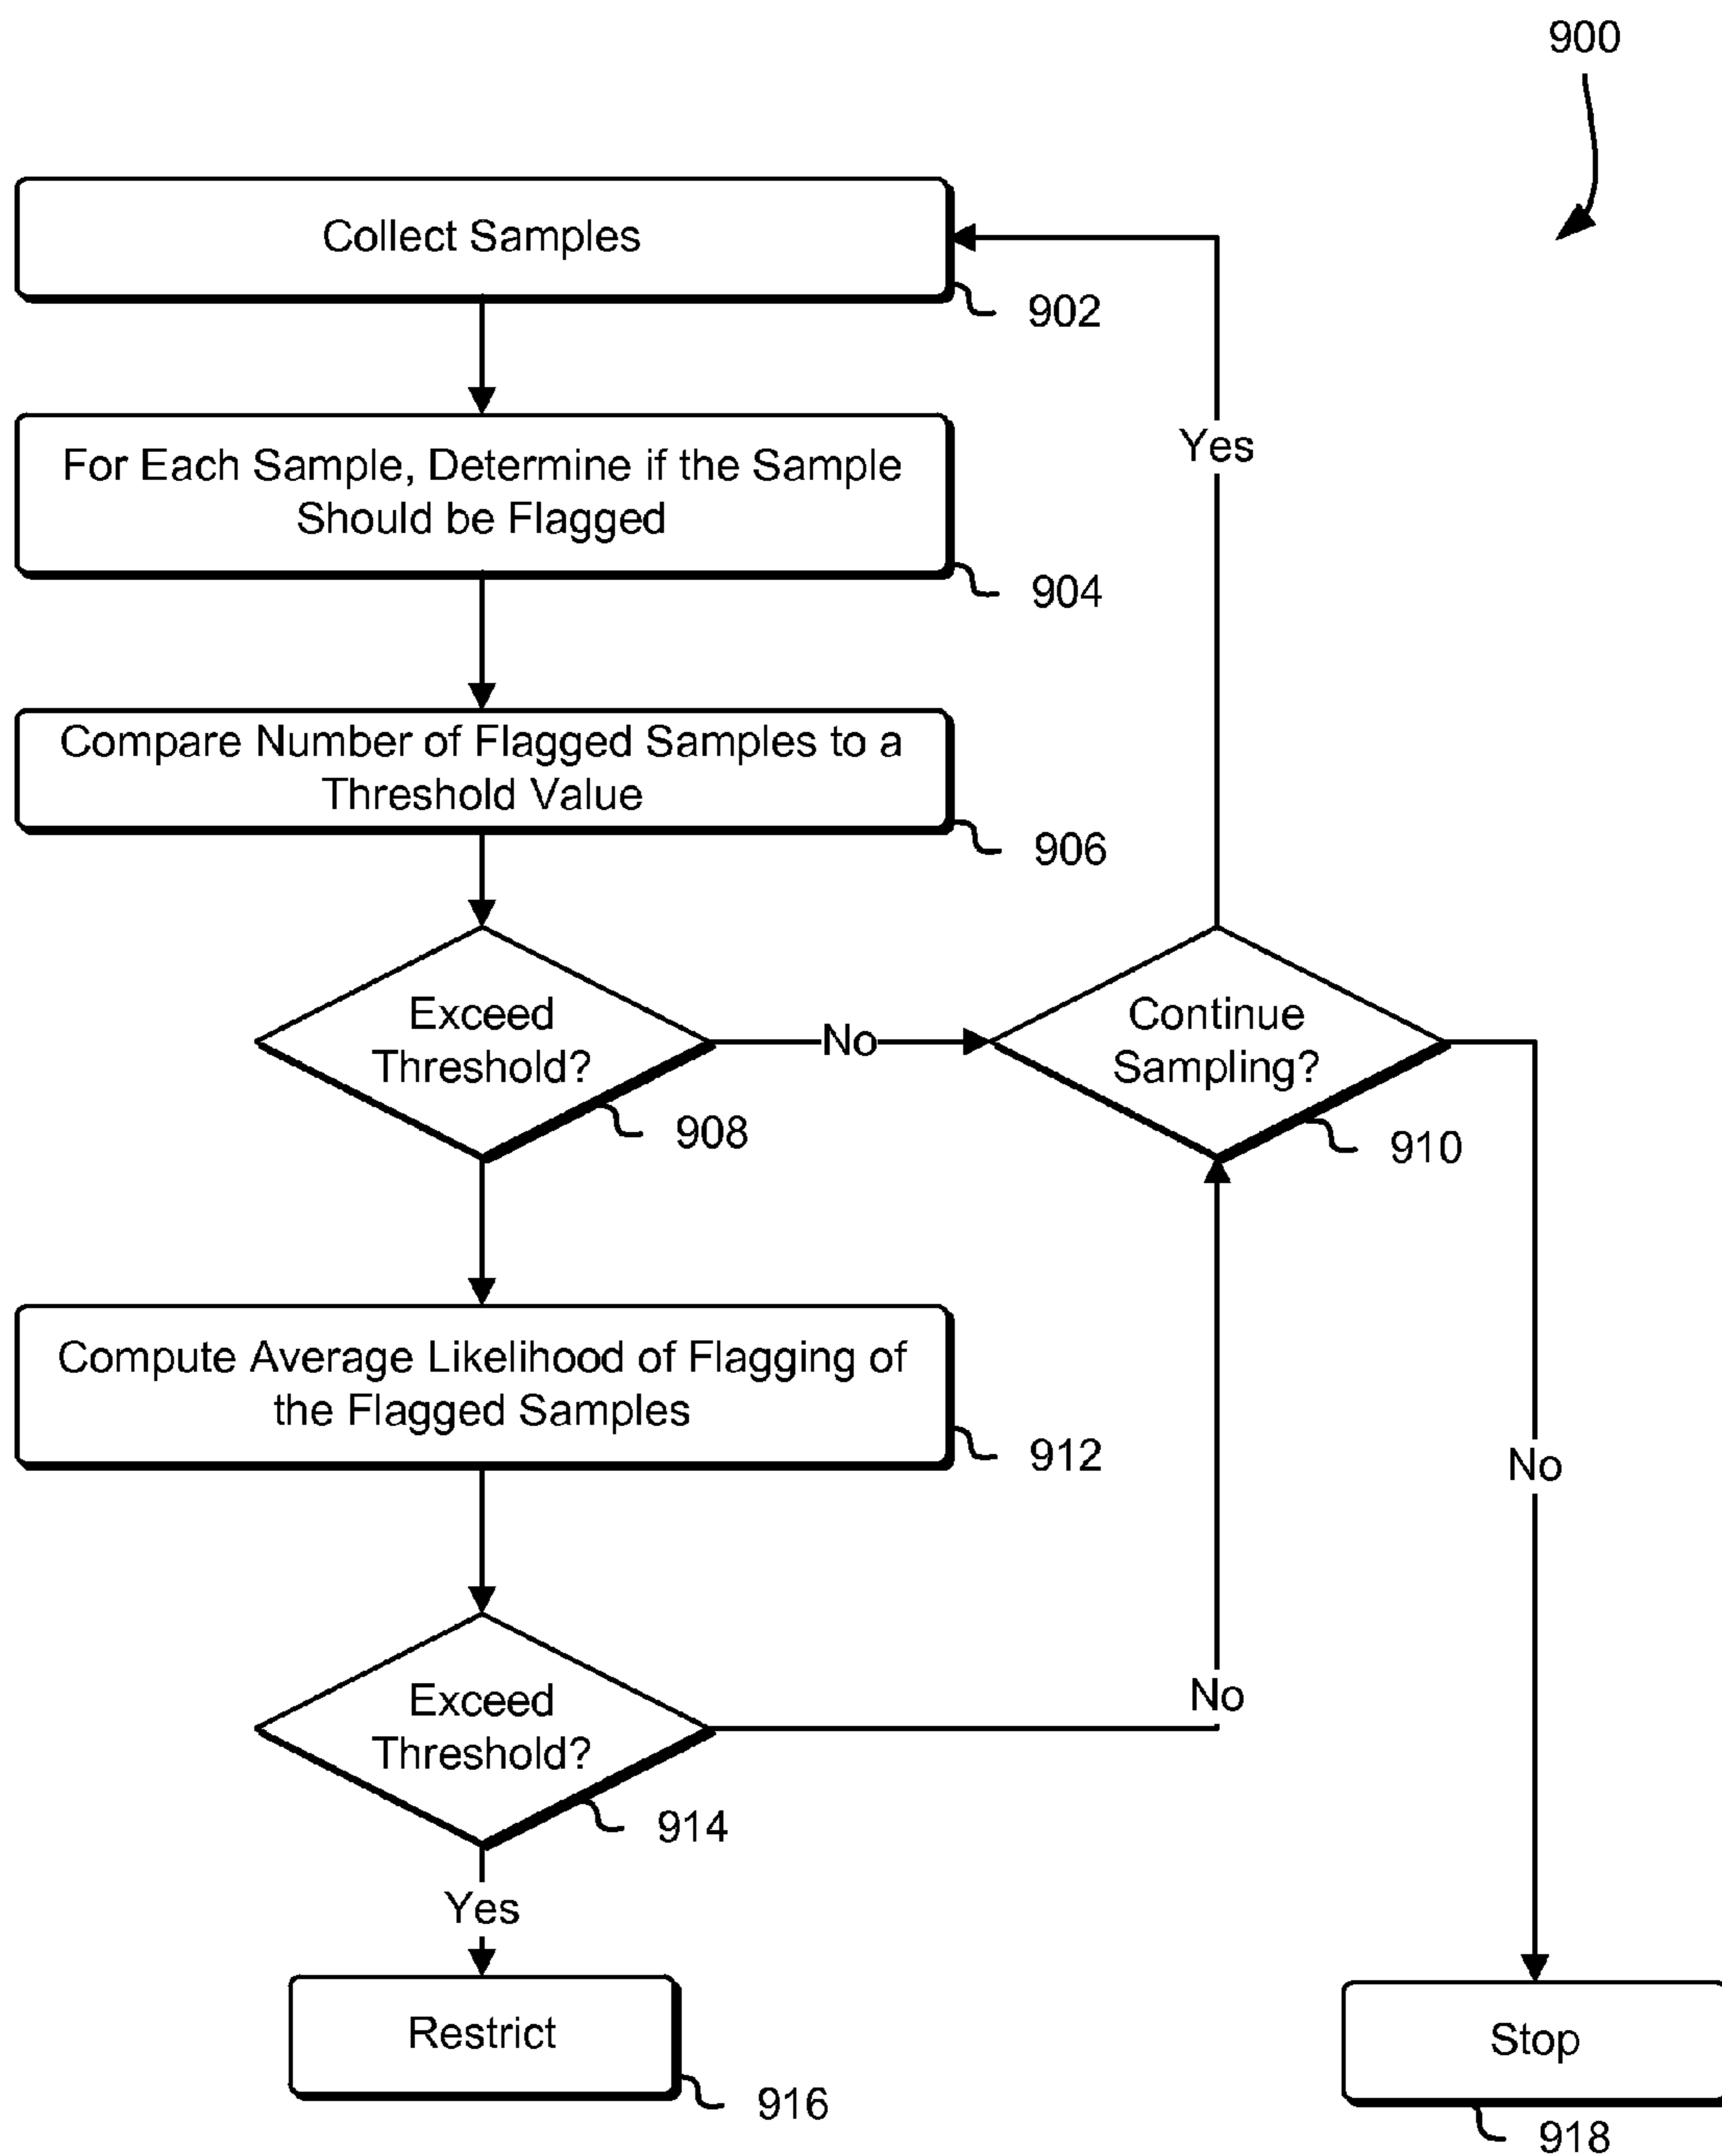 900
Collect Samples
902
For Each Sample, Determine if the Sample
Should be Flagged
904
Yes
Compare Number of Flagged Samples to a
Threshold Value
906
Exceed
Threshold?
908
No
Continue
Sampling?
910
Compute Average Likelihood of Flagging of
the Flagged Samples
912
No
Exceed
Threshold?
914
No
Yes
Restrict
916
Stop
918